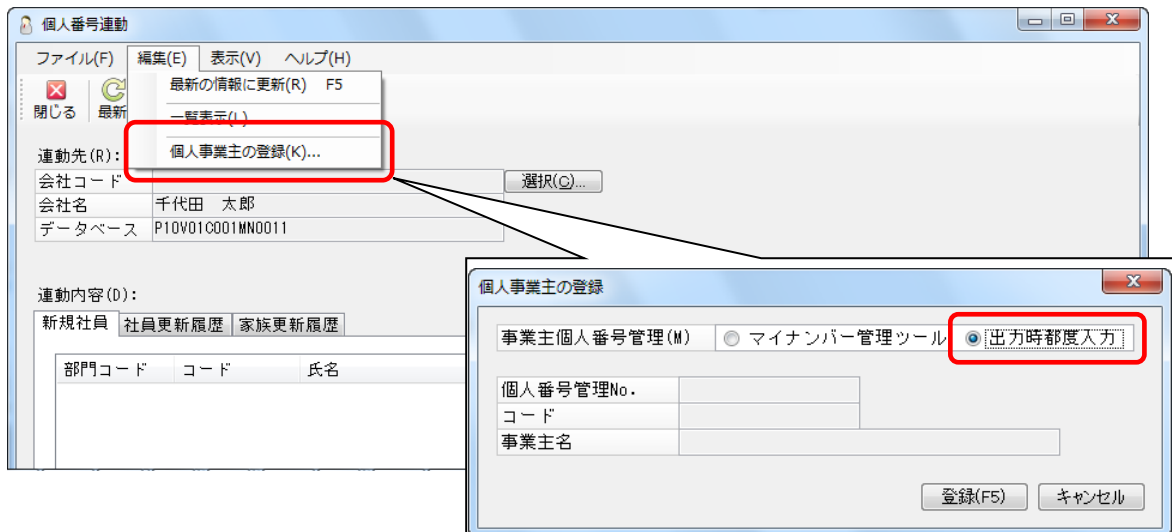 個人番号連動
ファイル(F) 編集(E) 表示(V) ヘルプ(H)
最新の情報に更新(R) F5
閉じる 最新
一覧表示(L)
個人事業主の登録(K)...
連動先(R):
会社コード 選択(C)...
会社名 千代田 太郎
データベース P10V01C001MN0011
連動内容(D):
新規社員 社員更新履歴 家族更新履歴
部門コード コード 氏名
個人事業主の登録
事業主個人番号管理(M) マイナンバー管理ツール 出力時都度入力
個人番号管理No.
コード
事業主名
登録(F5) キャンセル